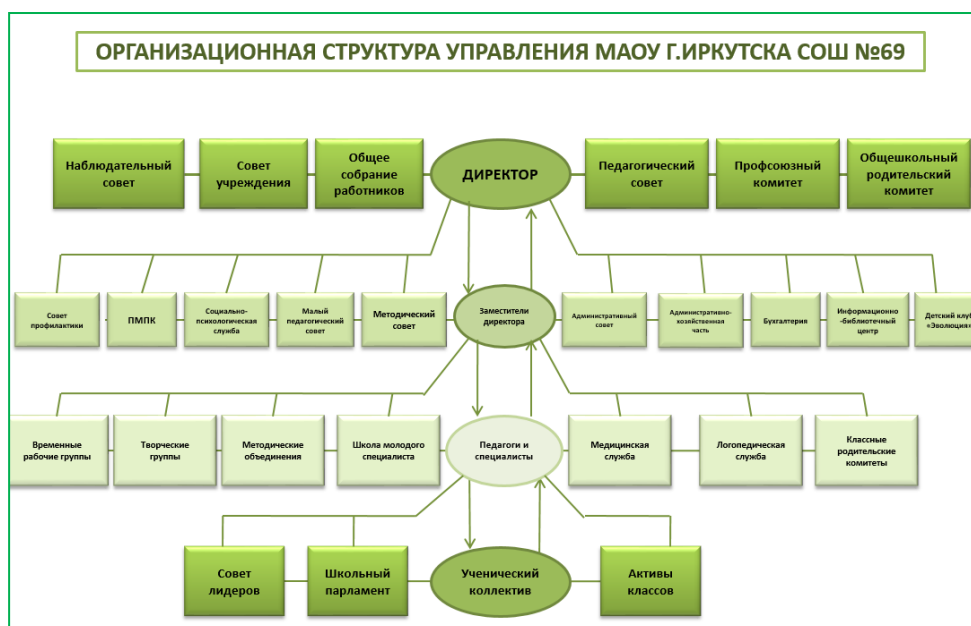 ОРГАНИЗАЦИОННАЯ СТРУКТУРА УПРАВЛЕНИЯ МАОУ Г.ИРКУТСКА СОШ №69
Наблюдательный
совет
Совет
учреждения
Общее
собрание
работников
ДИРЕКТОР
Педагогический
совет
Профсоюзный
комитет
Общешкольный
родительский
комитет
Совет
профилактики
ПМПК
Социально-
психологическая
служба
Малый
педагогический
совет
Методический
совет
Заместители
директора
Административный
совет
Административно-
хозяйственная
часть
Бухгалтерия
Информационно
-библиотечный
центр
Детский клуб
«Эволюция»
Временные
рабочие группы
Творческие
группы
Методические
объединения
Школа молодого
специалиста
Педагоги и
специалисты
Медицинская
служба
Логопедическая
служба
Классные
родительские
комитеты
Совет
лидеров
Школьный
парламент
Ученический
коллектив
Активы
классов